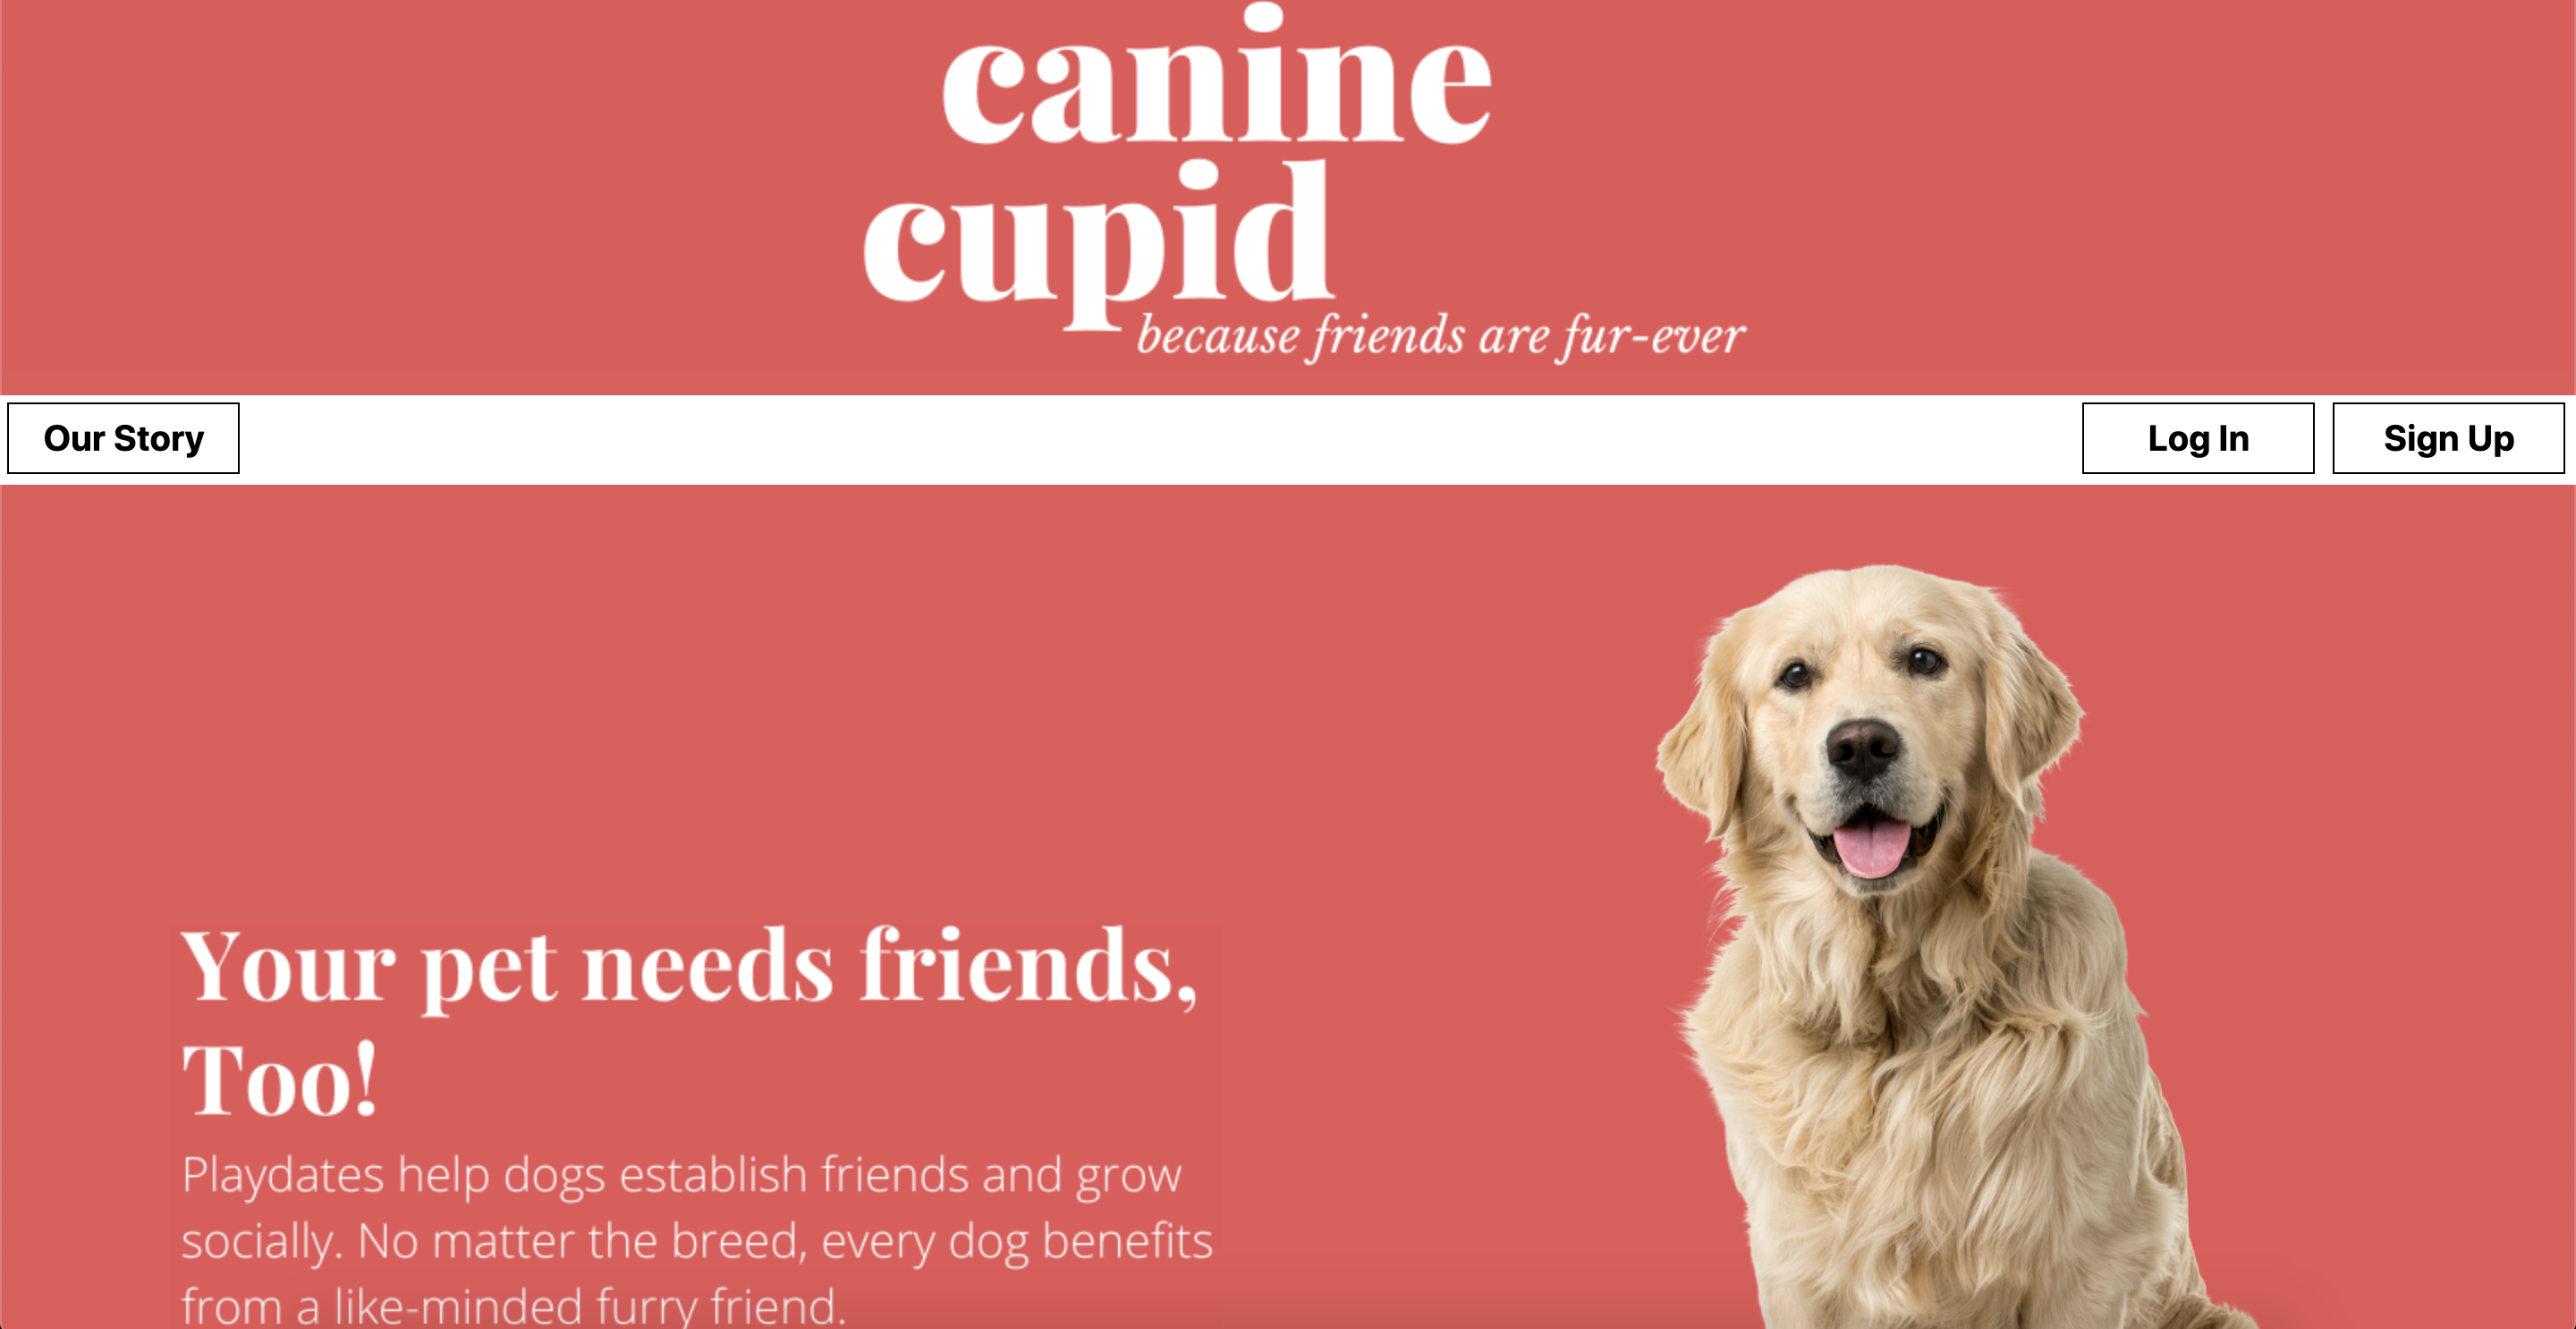 canine
cupid
because friends are fur-ever
Our Story
Log In
Sign Up
Your pet needs friends,
Too!
Playdates help dogs establish friends and grow
socially. No matter the breed, every dog benefits
from a like-minded furry friend.